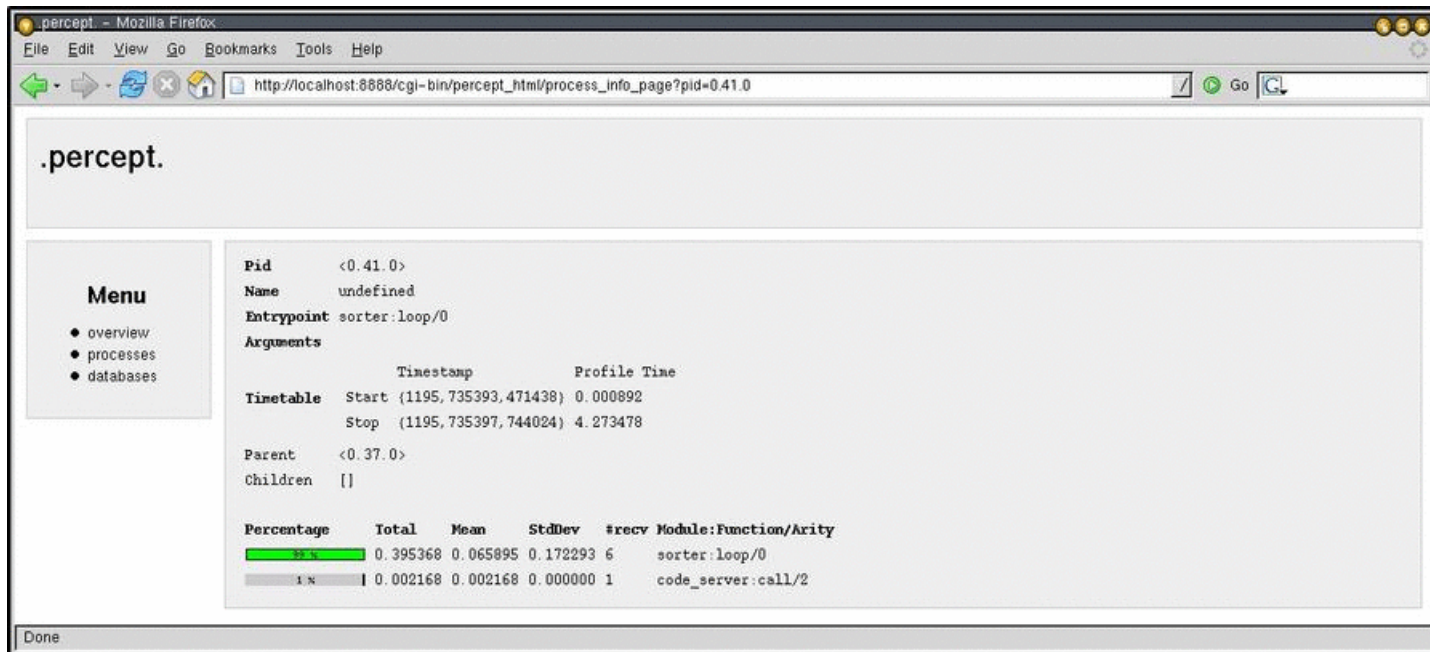 .percept. - Mozilla Firefox
File Edit View Go Bookmarks Tools Help
http://localhost:8888/cgi-bin/percept_html/process_info_page?pid=0.41.0 Go G
.percept.
Menu
overview
processes
databases
Pid <0.41.0>
Name undefined
Entrypoint sorter:loop/0
Arguments
Timestamp Profile Time
Timetable Start {1195,735393,471438} 0.000892
Stop {1195,735397,744024} 4.273478
Parent <0.37.0>
Children []
Percentage Total Mean StdDev #recv Module:Function/Arity
99 % 0.395368 0.065895 0.172293 6 sorter:loop/0
1 % 0.002168 0.002168 0.000000 1 code_server:call/2
Done